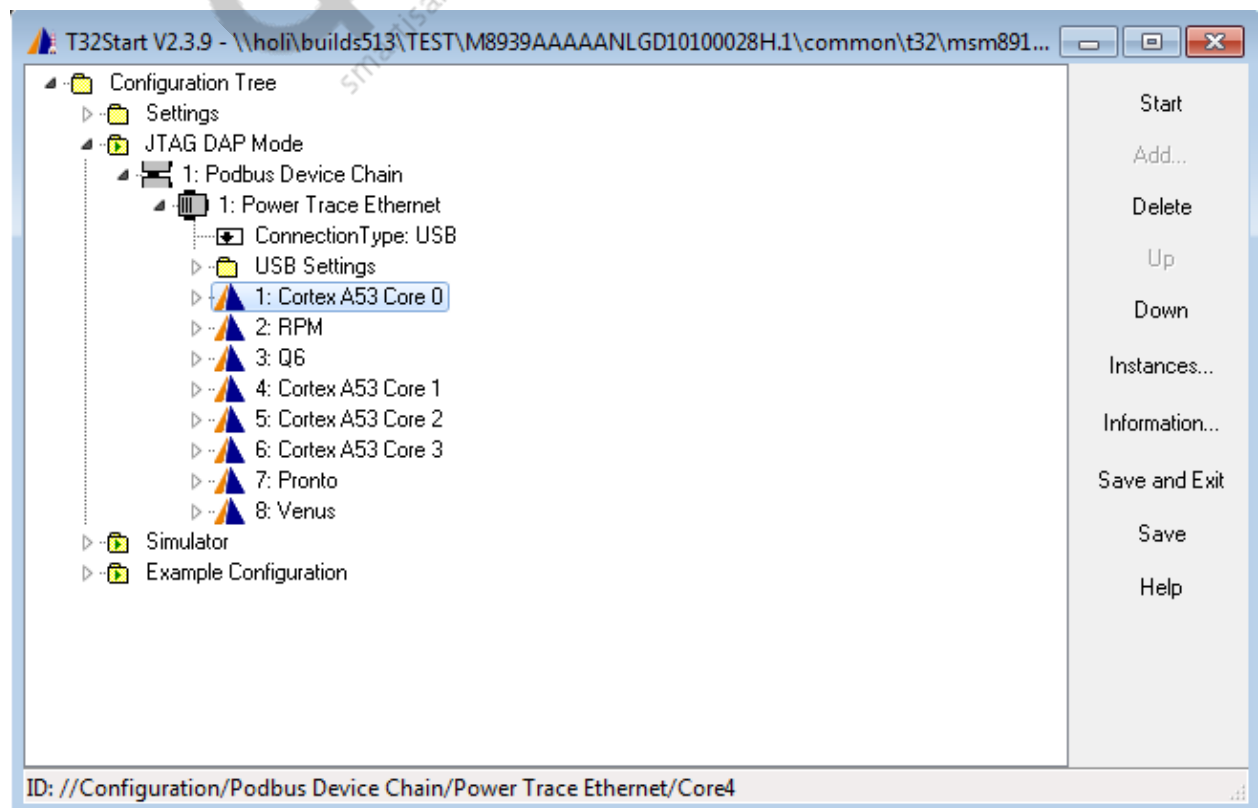 T32Start V2.3.9 - \\holi\builds513\TEST\M8939AAAAANLGD10100028H.1\common\t32\msm891...
Configuration Tree
Settings
JTAG DAP Mode
1: Podbus Device Chain
1: Power Trace Ethernet
ConnectionType: USB
USB Settings
1: Cortex A53 Core 0
2: RPM
3: Q6
4: Cortex A53 Core 1
5: Cortex A53 Core 2
6: Cortex A53 Core 3
7: Pronto
8: Venus
Simulator
Example Configuration
Start
Add...
Delete
Up
Down
Instances...
Information...
Save and Exit
Save
Help
ID: //Configuration/Podbus Device Chain/Power Trace Ethernet/Core4